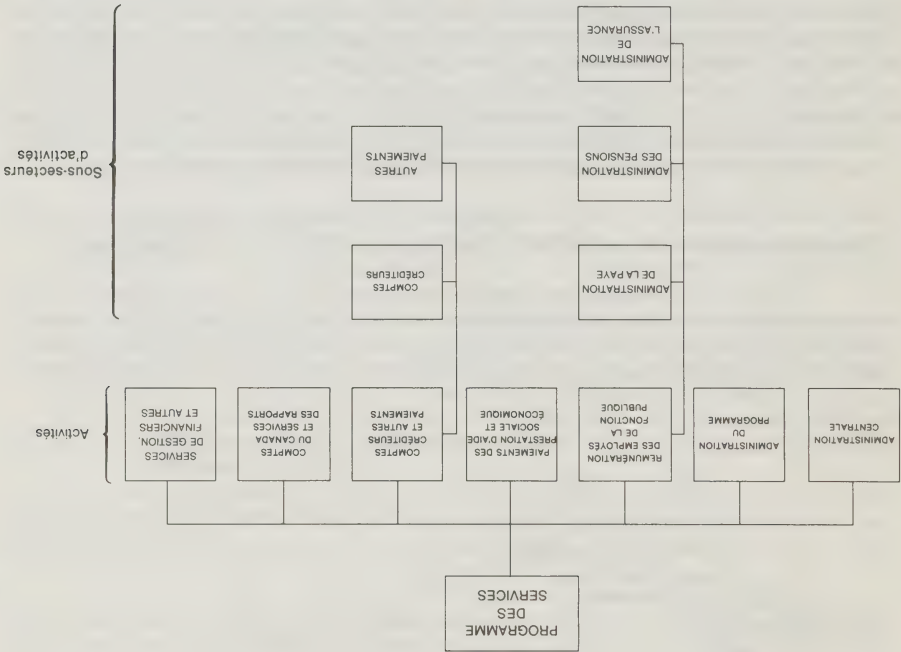 PROGRAMME
DES
SERVICES
ADMINISTRATION
CENTRALE
ADMINISTRATION
DU
PROGRAMME
REMUNÉRATION
DES EMPLOYÉS
DE LA
FONCTION
PUBLIQUE
PAIEMENTS DES
PRESTATION D'AIDE
SOCIALE ET
ÉCONOMIQUE
COMPTES
CRÉDITEURS
ET AUTRES
PAIEMENTS
COMPTES
DU CANADA
ET SERVICES
DES RAPPORTS
SERVICES
DE GESTION,
FINANCIERS
ET AUTRES
Activités
ADMINISTRATION
DE LA PAYE
COMPTES
CRÉDITEURS
ADMINISTRATION
DES PENSIONS
AUTRES
PAIEMENTS
Sous-secteurs
d'activités
ADMINISTRATION
DE
L'ASSURANCE